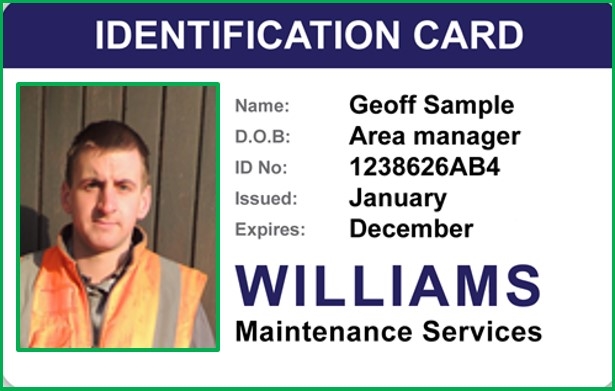 IDENTIFICATION CARD
Name: Geoff Sample
D.O.B: Area manager
ID No: 1238626AB4
Issued: January
Expires: December
WILLIAMS
Maintenance Services